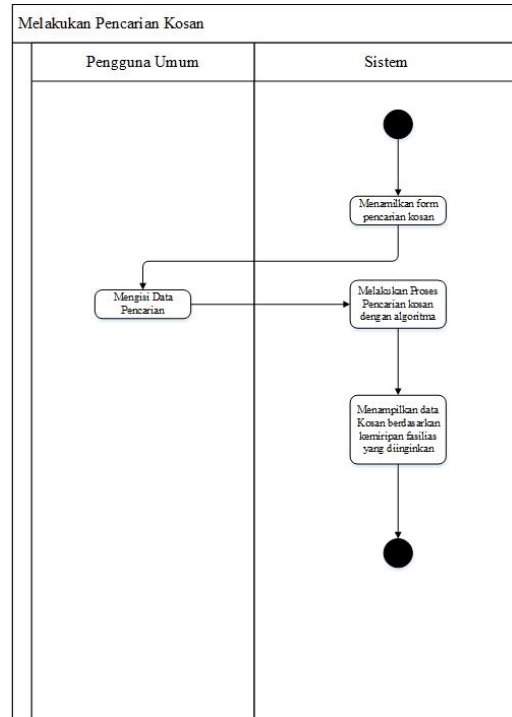 Melakukan Pencarian Kosan
Pengguna Umum
Sistem
Menamilkan form
pencarian kosan
Mengisi Data
Pencarian
Melakukan Proses
Pencarian kosan
dengan algoritma
Menampilkan data
Kosan berdasarkan
kemiripan fasilias
yang diinginkan